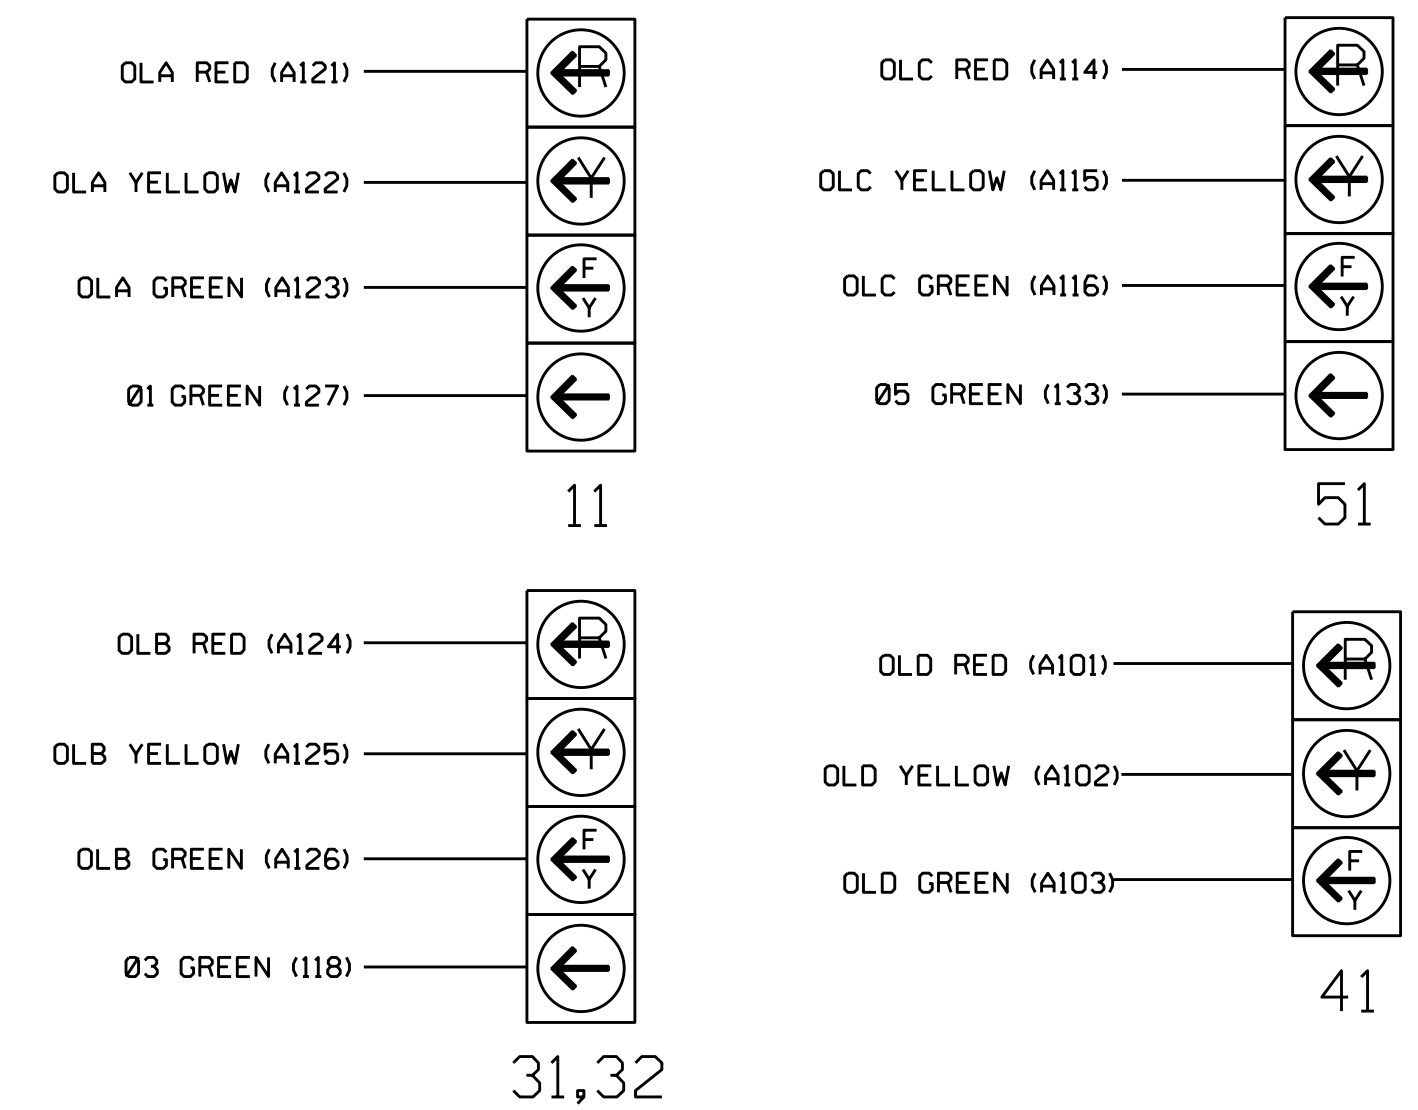 OLA RED (A121)
R
OLA YELLOW (A122)
Y
OLA GREEN (A123)
F
Y
Ø1 GREEN (127)
11
OLC RED (A114)
R
OLC YELLOW (A115)
Y
OLC GREEN (A116)
F
Y
Ø5 GREEN (133)
51
OLB RED (A124)
R
OLB YELLOW (A125)
Y
OLB GREEN (A126)
F
Y
Ø3 GREEN (118)
31,32
OLD RED (A101)
R
OLD YELLOW (A102)
Y
OLD GREEN (A103)
F
Y
41